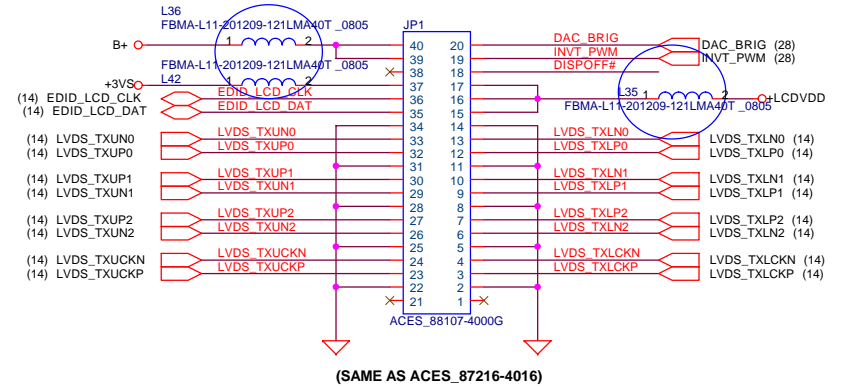 L36
FBMA-L11-201209-121LMA40T _0805
JP1
B+ 1 2 40 20 DAC_BRIG DAC_BRIG (28)
39 19 INVT_PWM INVT_PWM (28)
FBMA-L11-201209-121LMA40T _0805 38 18 DISPOFF#
+3VS L42 1 2 37 17
(14) EDID_LCD_CLK EDID_LCD_CLK 36 16 L35 1 2 +LCDVDD
FBMA-L11-201209-121LMA40T _0805
(14) EDID_LCD_DAT EDID_LCD_DAT 35 15
34 14
(14) LVDS_TXUN0 LVDS_TXUN0 33 13 LVDS_TXLN0 LVDS_TXLN0 (14)
(14) LVDS_TXUP0 LVDS_TXUP0 32 12 LVDS_TXLP0 LVDS_TXLP0 (14)
31 11
(14) LVDS_TXUP1 LVDS_TXUP1 30 10 LVDS_TXLN1 LVDS_TXLN1 (14)
(14) LVDS_TXUN1 LVDS_TXUN1 29 9 LVDS_TXLP1 LVDS_TXLP1 (14)
28 8
(14) LVDS_TXUP2 LVDS_TXUP2 27 7 LVDS_TXLP2 LVDS_TXLP2 (14)
(14) LVDS_TXUN2 LVDS_TXUN2 26 6 LVDS_TXLN2 LVDS_TXLN2 (14)
25 5
(14) LVDS_TXUCKN LVDS_TXUCKN 24 4 LVDS_TXLCKN LVDS_TXLCKN (14)
(14) LVDS_TXUCKP LVDS_TXUCKP 23 3 LVDS_TXLCKP LVDS_TXLCKP (14)
22 2
21 1
ACES_88107-4000G
(SAME AS ACES_87216-4016)